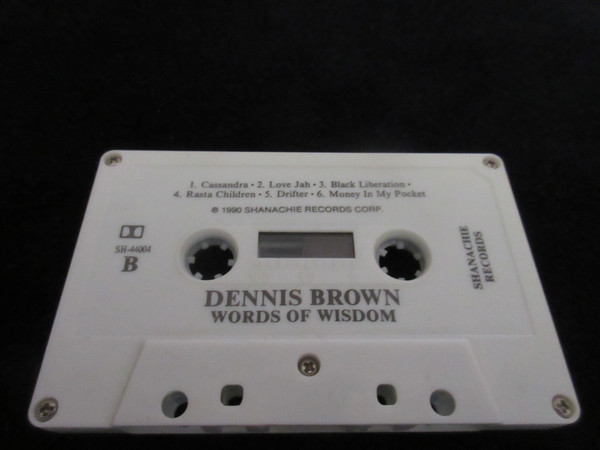 1. Cassandra • 2. Love Jah • 3. Black Liberation •
4. Rasta Children • 5. Drifter • 6. Money In My Pocket
℗ 1990 SHANACHIE RECORDS CORP.
SH-44004
B
DENNIS BROWN
WORDS OF WISDOM
SHANACHIE
RECORDS